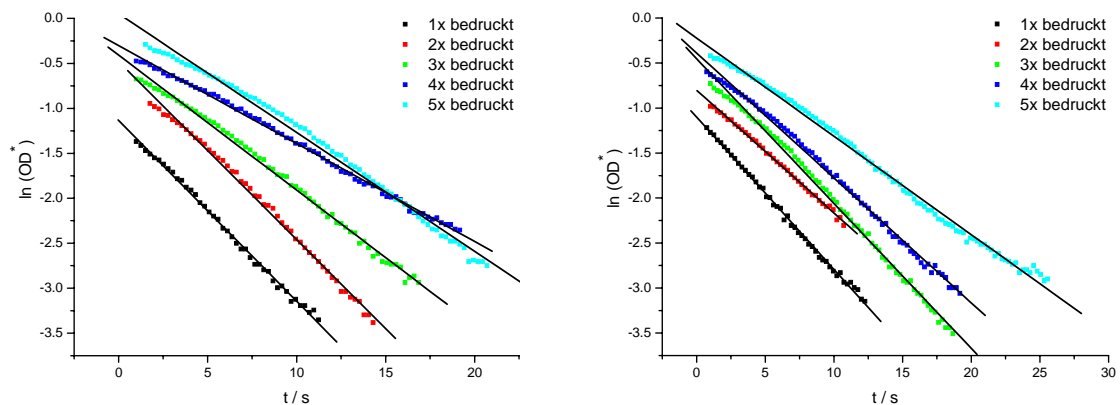 0.0
-0.5
-1.0
-1.5
-2.0
-2.5
-3.0
-3.5
ln (OD*)
0 5 10 15 20
t / s
1x bedruckt
2x bedruckt
3x bedruckt
4x bedruckt
5x bedruckt
0.0
-0.5
-1.0
-1.5
-2.0
-2.5
-3.0
-3.5
ln (OD*)
0 5 10 15 20 25 30
t / s
1x bedruckt
2x bedruckt
3x bedruckt
4x bedruckt
5x bedruckt